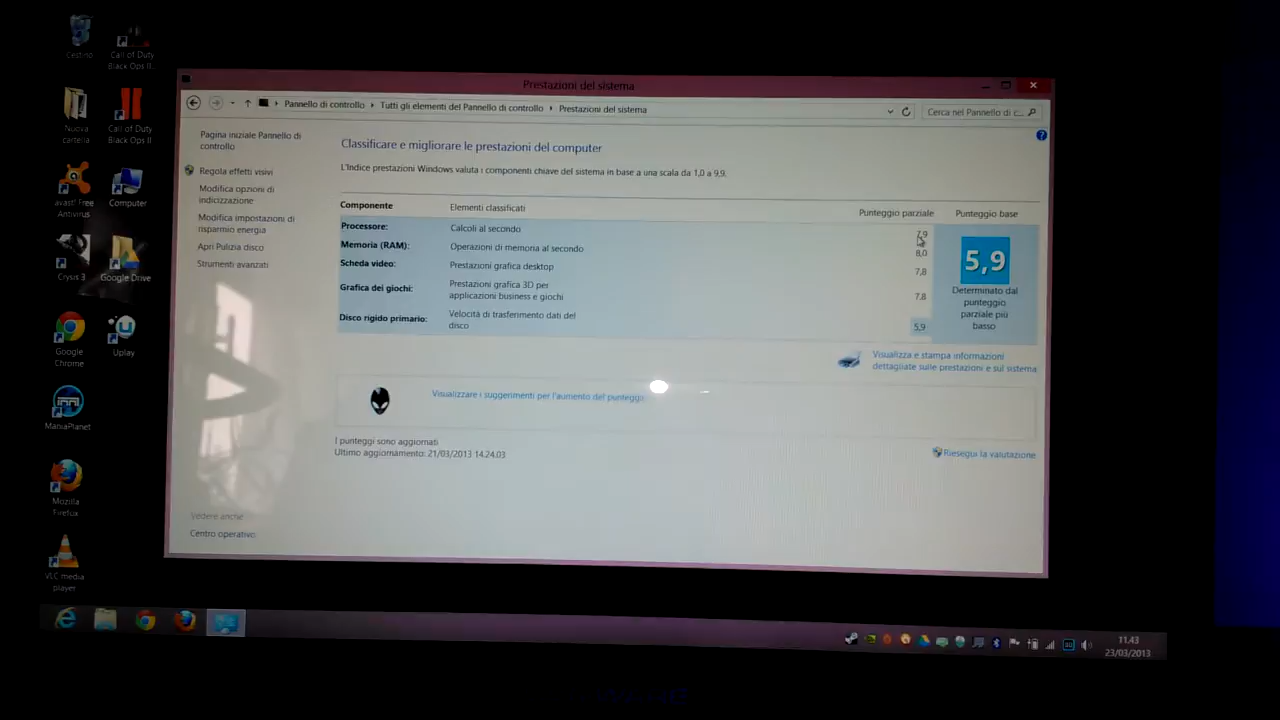 Cestino
Call of Duty
Black Ops II...
Nuova
cartella
Call of Duty
Black Ops II
avast! Free
Antivirus
Computer
Crysis 3
Google Drive
Google
Chrome
Uplay
ManiaPlanet
Mozilla
Firefox
VLC media
player
Prestazioni del sistema
Pannello di controllo
Tutti gli elementi del Pannello di controllo
Prestazioni del sistema
Cerca nel Pannello di c...
Pagina iniziale Pannello di
controllo
Regola effetti visivi
Modifica opzioni di
indicizzazione
Modifica impostazioni di
risparmio energia
Apri Pulizia disco
Strumenti avanzati
Vedere anche
Centro operativo
Classificare e migliorare le prestazioni del computer
L'Indice prestazioni Windows valuta i componenti chiave del sistema in base a una scala da 1,0 a 9,9.
Componente Elementi classificati Punteggio parziale Punteggio base
Processore: Calcoli al secondo 7,9
Memoria (RAM): Operazioni di memoria al secondo 8,0
Scheda video: Prestazioni grafica desktop 7,8
Grafica dei giochi: Prestazioni grafica 3D per
applicazioni business e giochi 7,8
Disco rigido primario: Velocità di trasferimento dati del
disco 5,9
5,9
Determinato dal
punteggio
parziale più
basso
Visualizza e stampa informazioni
dettagliate sulle prestazioni e sul sistema
Visualizzare i suggerimenti per l'aumento del punteggio
I punteggi sono aggiornati
Ultimo aggiornamento: 21/03/2013 14.24.03
Riesegui la valutazione
11.43
23/03/2013